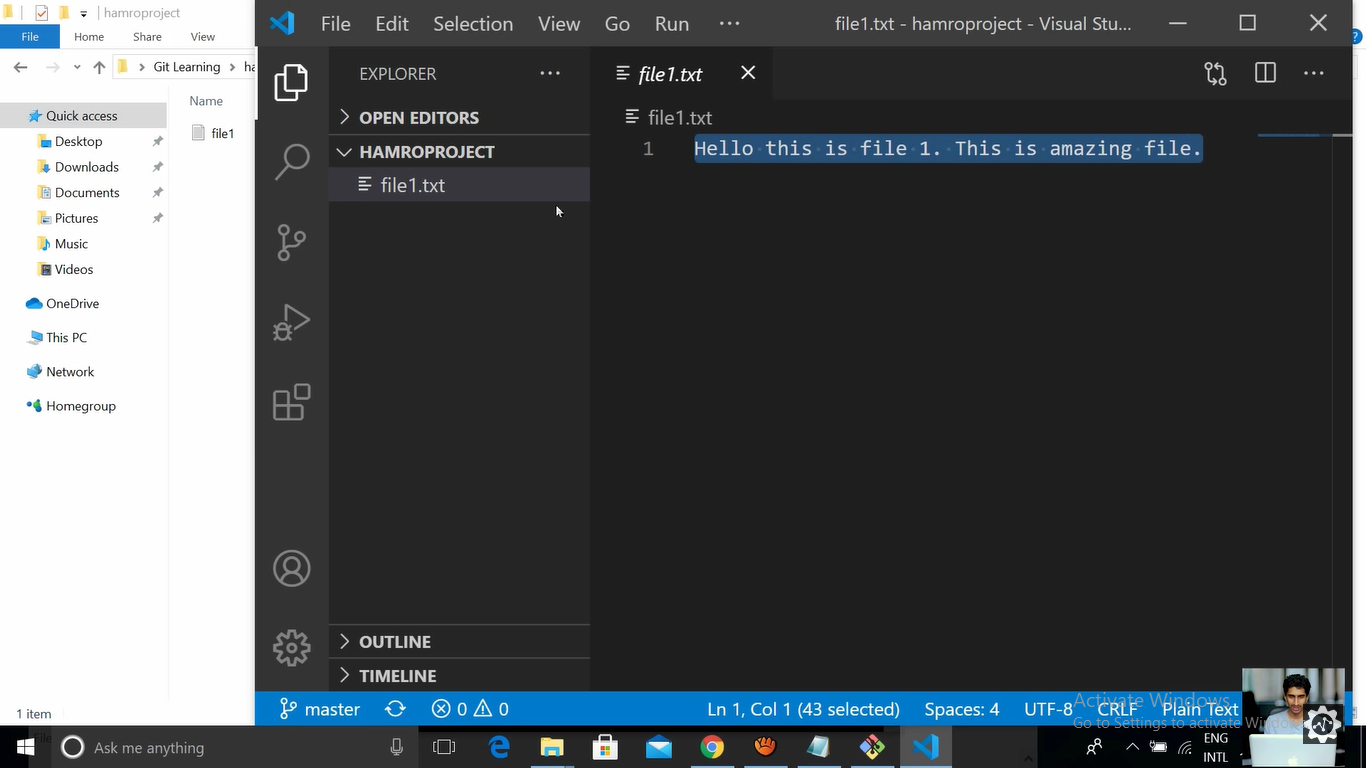 hamroproject
File Home Share View
Git Learning
Name
Quick access
file1
Desktop
Downloads
Documents
Pictures
Music
Videos
OneDrive
This PC
Network
Homegroup
1 item
File Edit Selection View Go Run
file1.txt - hamroproject - Visual Stu...
EXPLORER
OPEN EDITORS
HAMROPROJECT
file1.txt
OUTLINE
TIMELINE
file1.txt
file1.txt
1 Hello this is file 1. This is amazing file.
master 0 0 Ln 1, Col 1 (43 selected) Spaces: 4 UTF-8 CRLF Plain Text
Activate Windows
Go to Settings to activate
Ask me anything
ENG
INTL